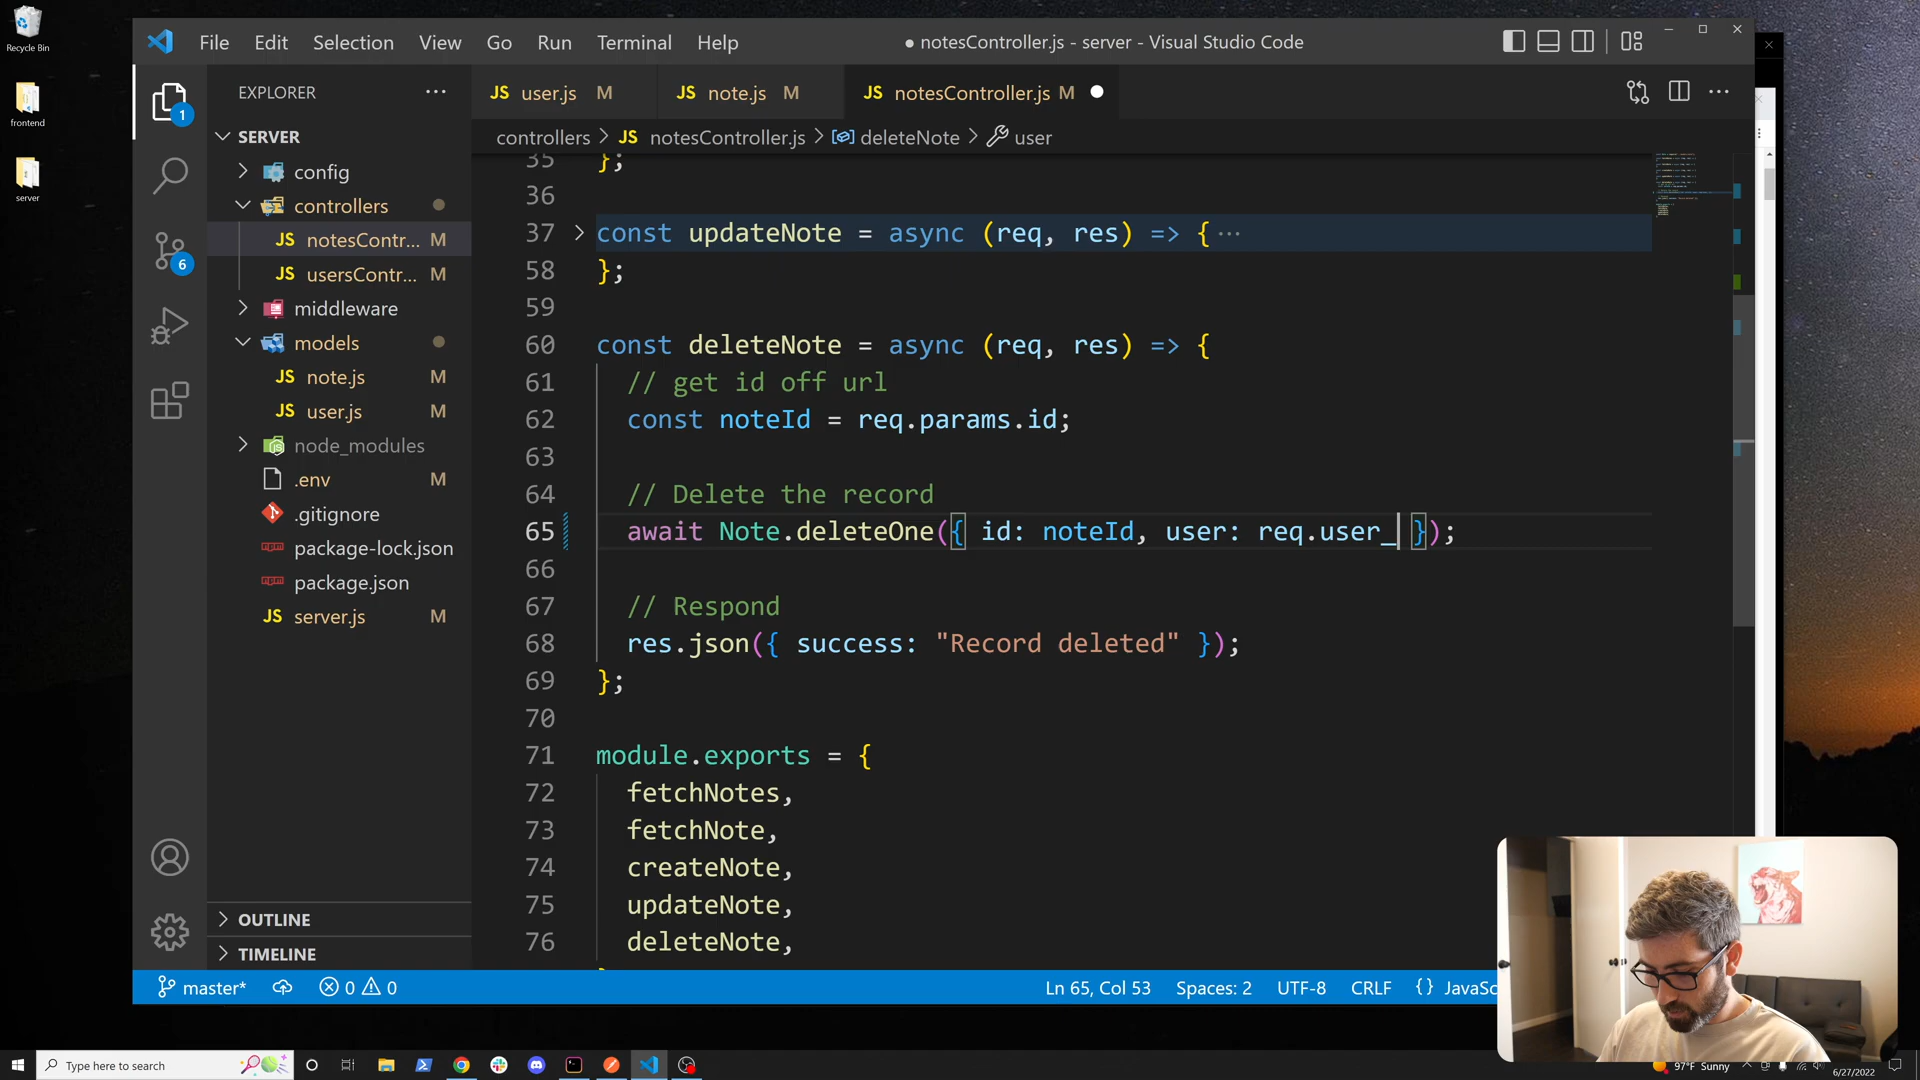 Recycle Bin
frontend
server
File Edit Selection View Go Run Terminal Help
● notesController.js - server - Visual Studio Code
EXPLORER
JS user.js M
JS note.js M
JS notesController.js M
controllers > JS notesController.js > deleteNote > user
SERVER
config
controllers
JS notesContr... M
JS usersContr... M
middleware
models
JS note.js M
JS user.js M
node_modules
.env M
.gitignore
package-lock.json
package.json
JS server.js M
OUTLINE
TIMELINE
1
6
35 };
36
37 const updateNote = async (req, res) => {···
58 };
59
60 const deleteNote = async (req, res) => {
61 // get id off url
62 const noteId = req.params.id;
63
64 // Delete the record
65 await Note.deleteOne({ id: noteId, user: req.user_ });
66
67 // Respond
68 res.json({ success: "Record deleted" });
69 };
70
71 module.exports = {
72 fetchNotes,
73 fetchNote,
74 createNote,
75 updateNote,
76 deleteNote,
master* 0 0
Ln 65, Col 53 Spaces: 2 UTF-8 CRLF {} JavaSc
Type here to search
97°F Sunny
6/27/2022